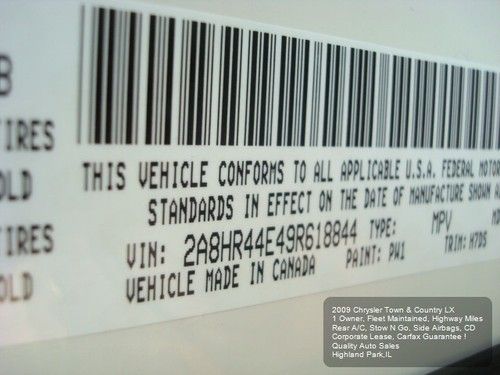 B
TIRES
OLD
TIRES
OLD
THIS VEHICLE CONFORMS TO ALL APPLICABLE U.S.A. FEDERAL MOTOR
STANDARDS IN EFFECT ON THE DATE OF MANUFACTURE SHOWN
VIN: 2A8HR44E49R618844 TYPE: MPV
VEHICLE MADE IN CANADA PAINT: PW1 TRIM: H7DS
2009 Chrysler Town & Country LX
1 Owner, Fleet Maintained, Highway Miles
Rear A/C, Stow N Go, Side Airbags, CD
Corporate Lease, Carfax Guarantee !
Quality Auto Sales
Highland Park,IL